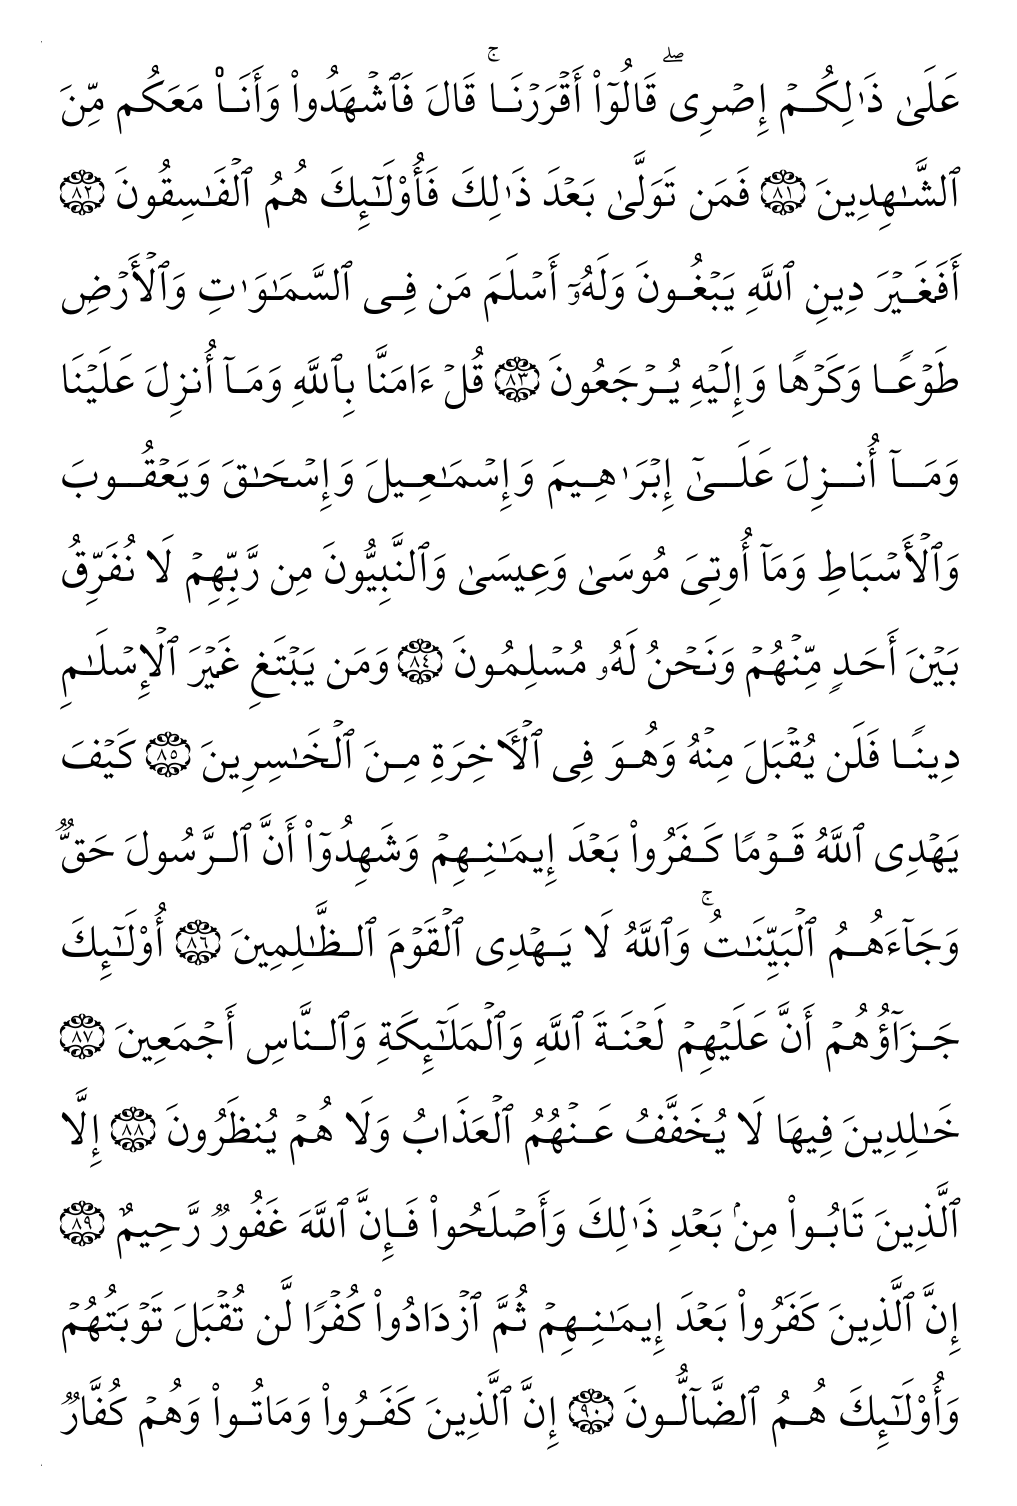 عَلَىٰ ذَٰلِكُمْ إِصْرِى ۖ قَالُوٓا۟ أَقْرَرْنَا ۚ قَالَ فَٱشْهَدُوا۟ وَأَنَا۠ مَعَكُم مِّنَ
ٱلشَّـٰهِدِينَ ٨١ فَمَن تَوَلَّىٰ بَعْدَ ذَٰلِكَ فَأُو۟لَـٰٓئِكَ هُمُ ٱلْفَـٰسِقُونَ ٨٢
أَفَغَيْرَ دِينِ ٱللَّهِ يَبْغُونَ وَلَهُۥٓ أَسْلَمَ مَن فِى ٱلسَّمَـٰوَٰتِ وَٱلْأَرْضِ
طَوْعًا وَكَرْهًا وَإِلَيْهِ يُرْجَعُونَ ٨٣ قُلْ ءَامَنَّا بِٱللَّهِ وَمَآ أُنزِلَ عَلَيْنَا
وَمَآ أُنزِلَ عَلَىٰٓ إِبْرَٰهِيمَ وَإِسْمَـٰعِيلَ وَإِسْحَـٰقَ وَيَعْقُوبَ
وَٱلْأَسْبَاطِ وَمَآ أُوتِىَ مُوسَىٰ وَعِيسَىٰ وَٱلنَّبِيُّونَ مِن رَّبِّهِمْ لَا نُفَرِّقُ
بَيْنَ أَحَدٍ مِّنْهُمْ وَنَحْنُ لَهُۥ مُسْلِمُونَ ٨٤ وَمَن يَبْتَغِ غَيْرَ ٱلْإِسْلَـٰمِ
دِينًا فَلَن يُقْبَلَ مِنْهُ وَهُوَ فِى ٱلْـَٔاخِرَةِ مِنَ ٱلْخَـٰسِرِينَ ٨٥ كَيْفَ
يَهْدِى ٱللَّهُ قَوْمًا كَفَرُوا۟ بَعْدَ إِيمَـٰنِهِمْ وَشَهِدُوٓا۟ أَنَّ ٱلرَّسُولَ حَقٌّ
وَجَآءَهُمُ ٱلْبَيِّنَـٰتُ ۚ وَٱللَّهُ لَا يَهْدِى ٱلْقَوْمَ ٱلظَّـٰلِمِينَ ٨٦ أُو۟لَـٰٓئِكَ
جَزَآؤُهُمْ أَنَّ عَلَيْهِمْ لَعْنَةَ ٱللَّهِ وَٱلْمَلَـٰٓئِكَةِ وَٱلنَّاسِ أَجْمَعِينَ ٨٧
خَـٰلِدِينَ فِيهَا لَا يُخَفَّفُ عَنْهُمُ ٱلْعَذَابُ وَلَا هُمْ يُنظَرُونَ ٨٨ إِلَّا
ٱلَّذِينَ تَابُوا۟ مِنۢ بَعْدِ ذَٰلِكَ وَأَصْلَحُوا۟ فَإِنَّ ٱللَّهَ غَفُورٌ رَّحِيمٌ ٨٩
إِنَّ ٱلَّذِينَ كَفَرُوا۟ بَعْدَ إِيمَـٰنِهِمْ ثُمَّ ٱزْدَادُوا۟ كُفْرًا لَّن تُقْبَلَ تَوْبَتُهُمْ
وَأُو۟لَـٰٓئِكَ هُمُ ٱلضَّآلُّونَ ٩٠ إِنَّ ٱلَّذِينَ كَفَرُوا۟ وَمَاتُوا۟ وَهُمْ كُفَّارٌ